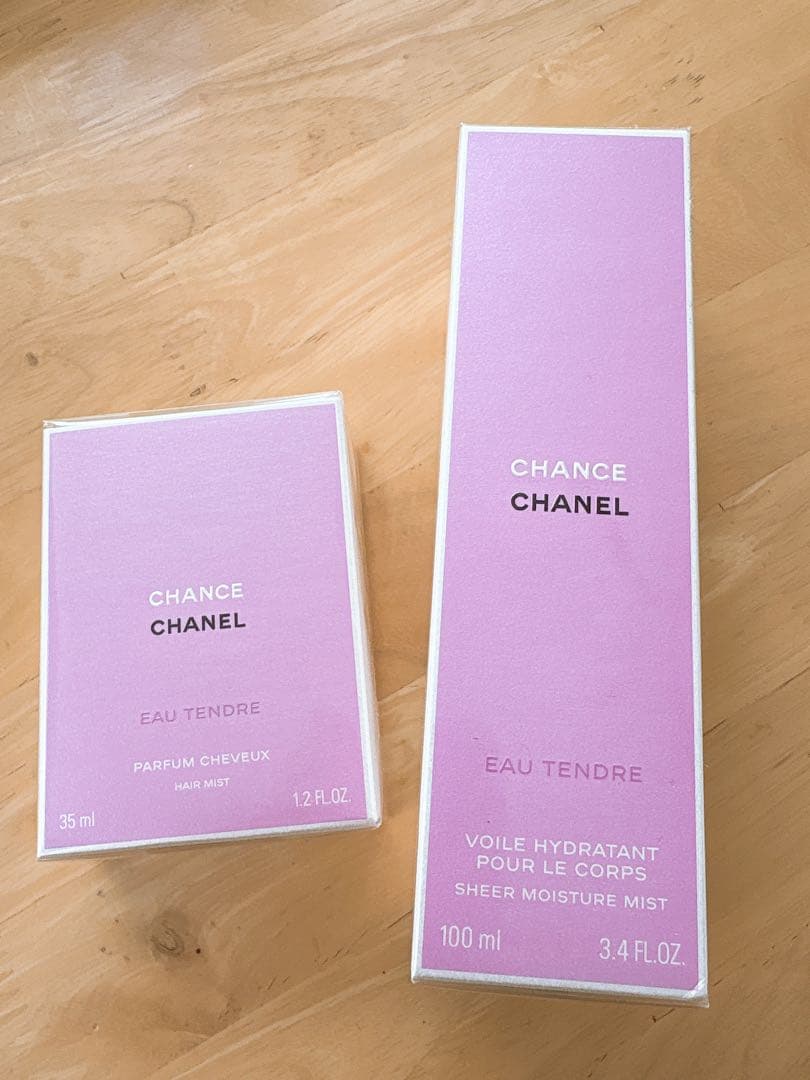 CHANCE
CHANEL
EAU TENDRE
PARFUM CHEVEUX
HAIR MIST
35 ml
1.2 FL.OZ.
CHANCE
CHANEL
EAU TENDRE
VOILE HYDRATANT
POUR LE CORPS
SHEER MOISTURE MIST
100 ml
3.4 FL.OZ.